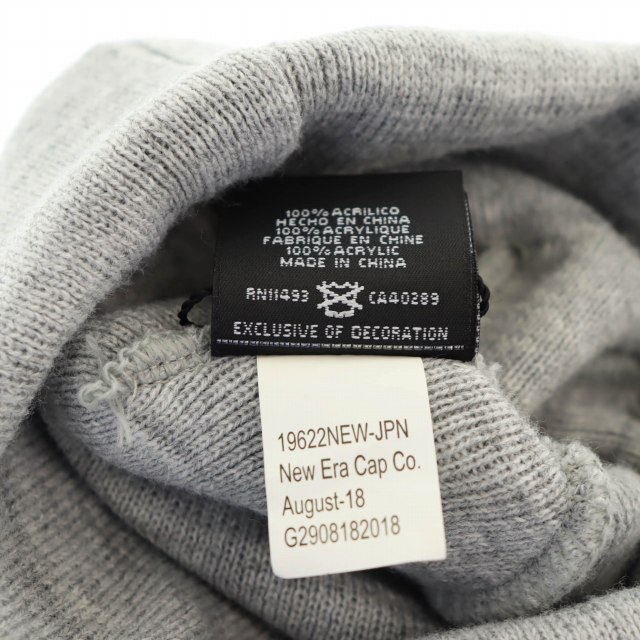 100% ACRILICO
HECHO EN CHINA
100% ACRYLIQUE
FABRIQUE EN CHINE
100% ACRYLIC
MADE IN CHINA
RN11493 CA40289
EXCLUSIVE OF DECORATION
19622NEW-JPN
New Era Cap Co.
August-18
G2908182018